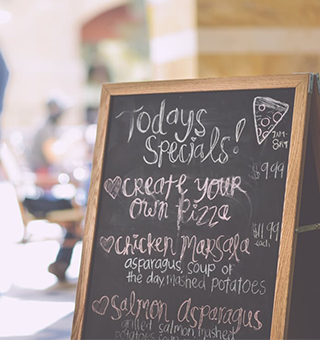 Todays
Specials!
7AM-
8PM
CREATE YOUR
OWN PIZZA
$9.99
CHICKEN MARSALA
$11.99
each
asparagus, soup of
the day, mashed potatoes
SALMON ASPARAGUS
grilled salmon, mashed
potatoes, soup